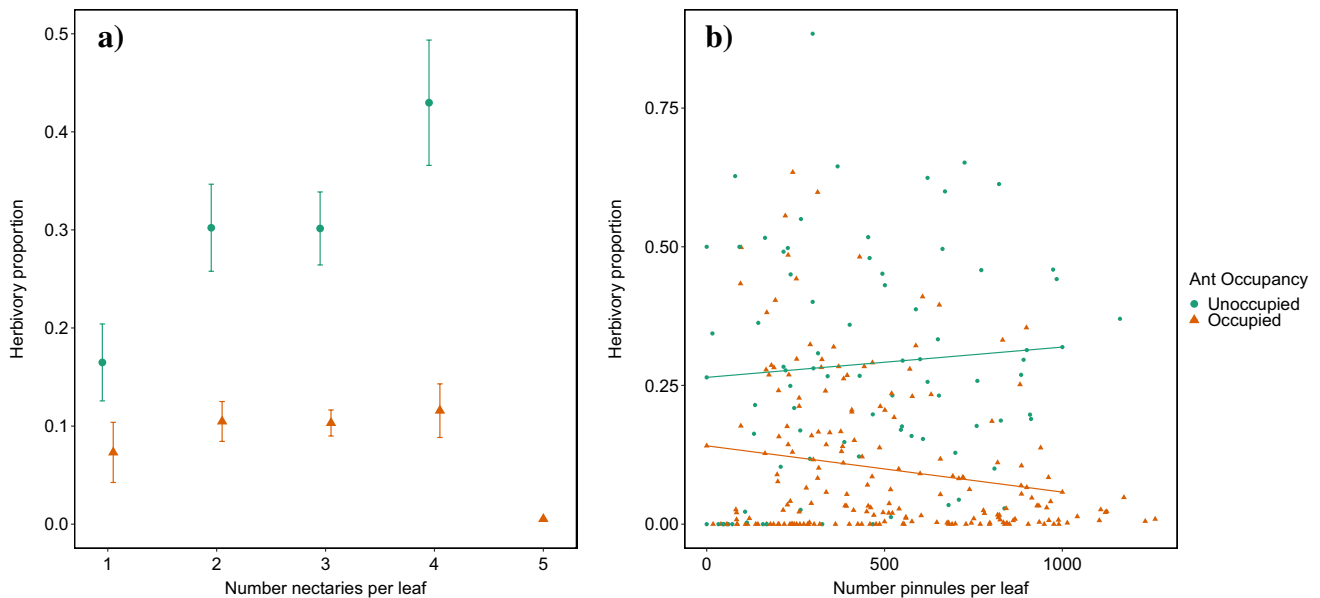 a)
0.5
0.4
0.3
0.2
0.1
0.0
Herbivory proportion
1 2 3 4 5
Number nectaries per leaf
b)
0.75
0.50
0.25
0.00
Herbivory proportion
0 500 1000
Number pinnules per leaf
Ant Occupancy
Unoccupied
Occupied